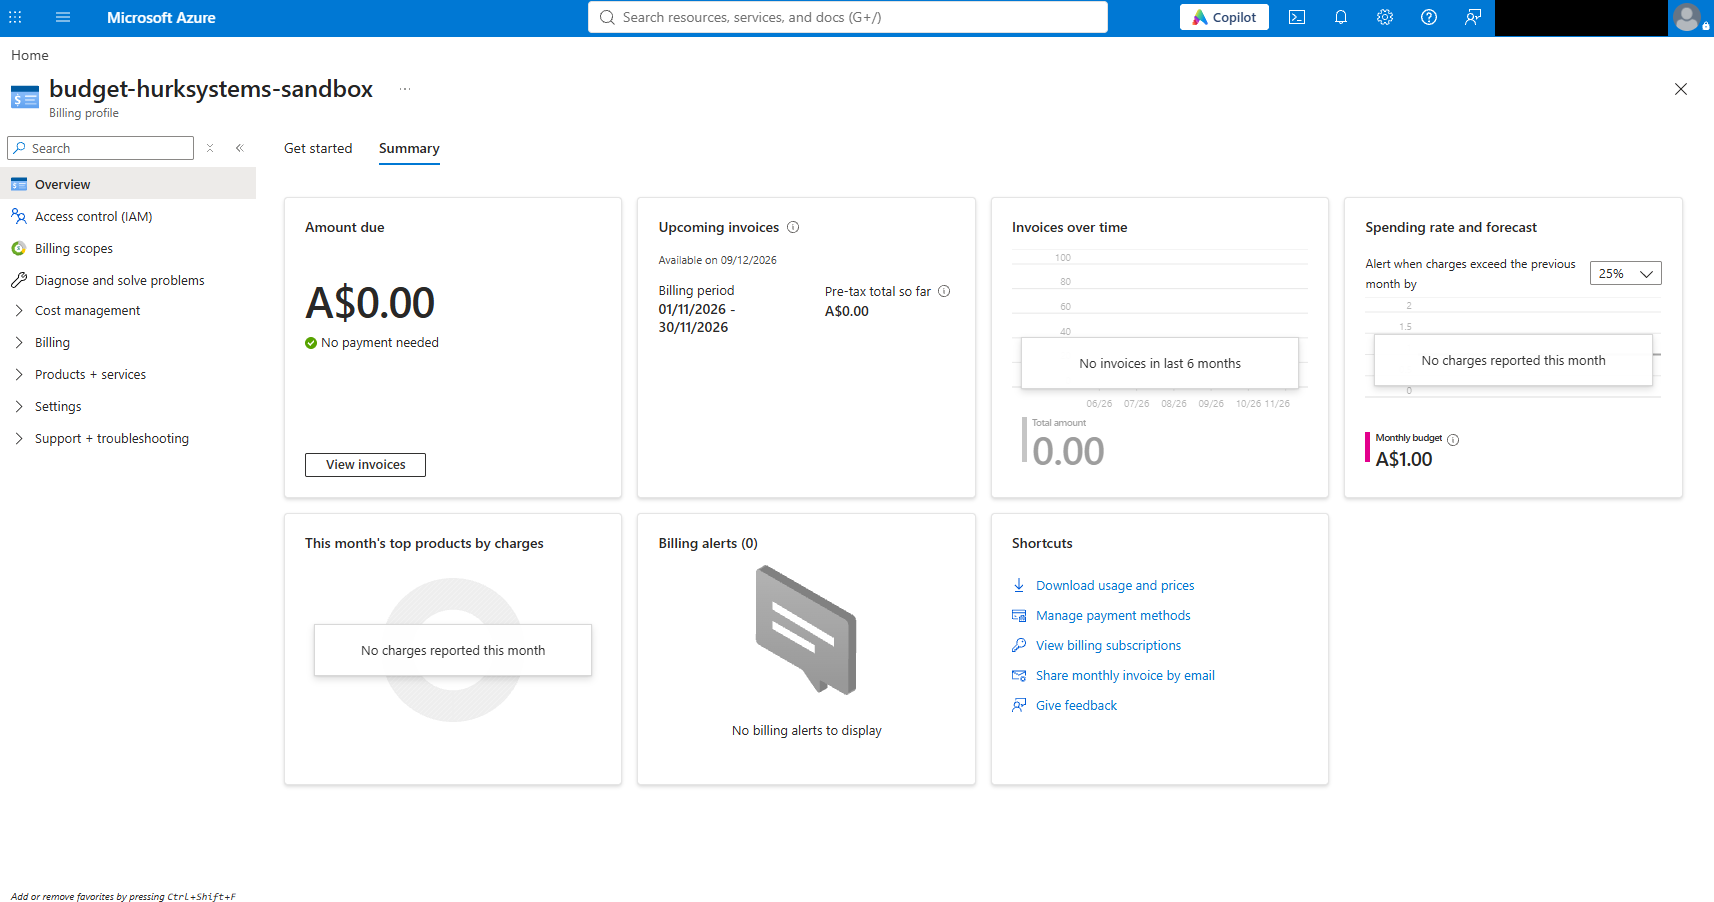 Microsoft Azure
Search resources, services, and docs (G+/)
Copilot
Home
budget-hurksystems-sandbox
...
Billing profile
Search
Overview
Access control (IAM)
Billing scopes
Diagnose and solve problems
Cost management
Billing
Products + services
Settings
Support + troubleshooting
Get started
Summary
Amount due
A$0.00
No payment needed
View invoices
Upcoming invoices
Available on 09/12/2026
Billing period
01/11/2026 -
30/11/2026
Pre-tax total so far
A$0.00
Invoices over time
100
80
60
40
No invoices in last 6 months
06/26 07/26 08/26 09/26 10/26 11/26
Total amount
0.00
Spending rate and forecast
Alert when charges exceed the previous
month by
25%
2
1.5
No charges reported this month
0
Monthly budget
A$1.00
This month's top products by charges
No charges reported this month
Billing alerts (0)
No billing alerts to display
Shortcuts
Download usage and prices
Manage payment methods
View billing subscriptions
Share monthly invoice by email
Give feedback
Add or remove favorites by pressing Ctrl+Shift+F